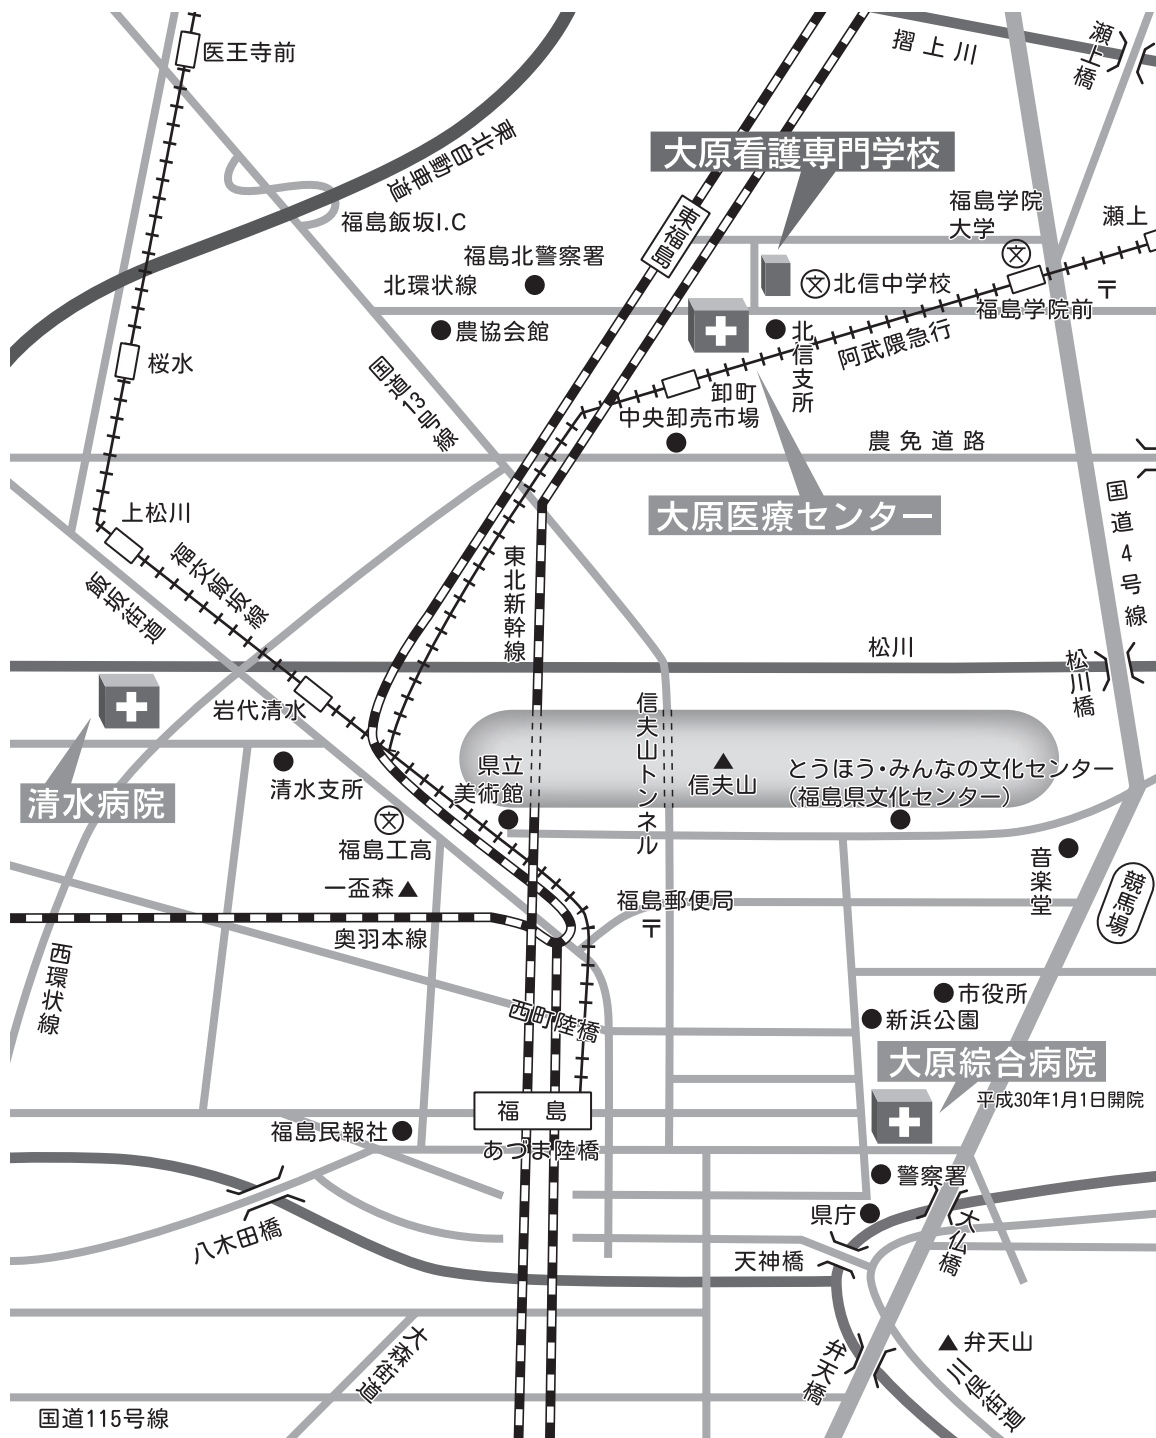 医王寺前
摺上川
瀬上橋
東北自動車道
大原看護専門学校
福島飯坂I.C
福島学院
大学
瀬上
東福島
福島北警察署
北環状線
文
北信中学校
文
〒
福島学院前
農協会館
北信支所
阿武隈急行
桜水
国道13号線
卸町
中央卸売市場
農免道路
上松川
大原医療センター
国道4号線
福交飯坂線
飯坂街道
東北新幹線
松川
松川橋
岩代清水
信夫山トンネル
清水病院
清水支所
県立
美術館
信夫山
とうほう・みんなの文化センター
(福島県文化センター)
文
福島工高
音楽堂
一盃森
福島郵便局
〒
競馬場
奥羽本線
西環状線
市役所
新浜公園
西町陸橋
大原綜合病院
平成30年1月1日開院
福島
福島民報社
あづま陸橋
警察署
県庁
大仏橋
八木田橋
天神橋
弁天山
弁天橋
三俣街道
大森街道
国道115号線